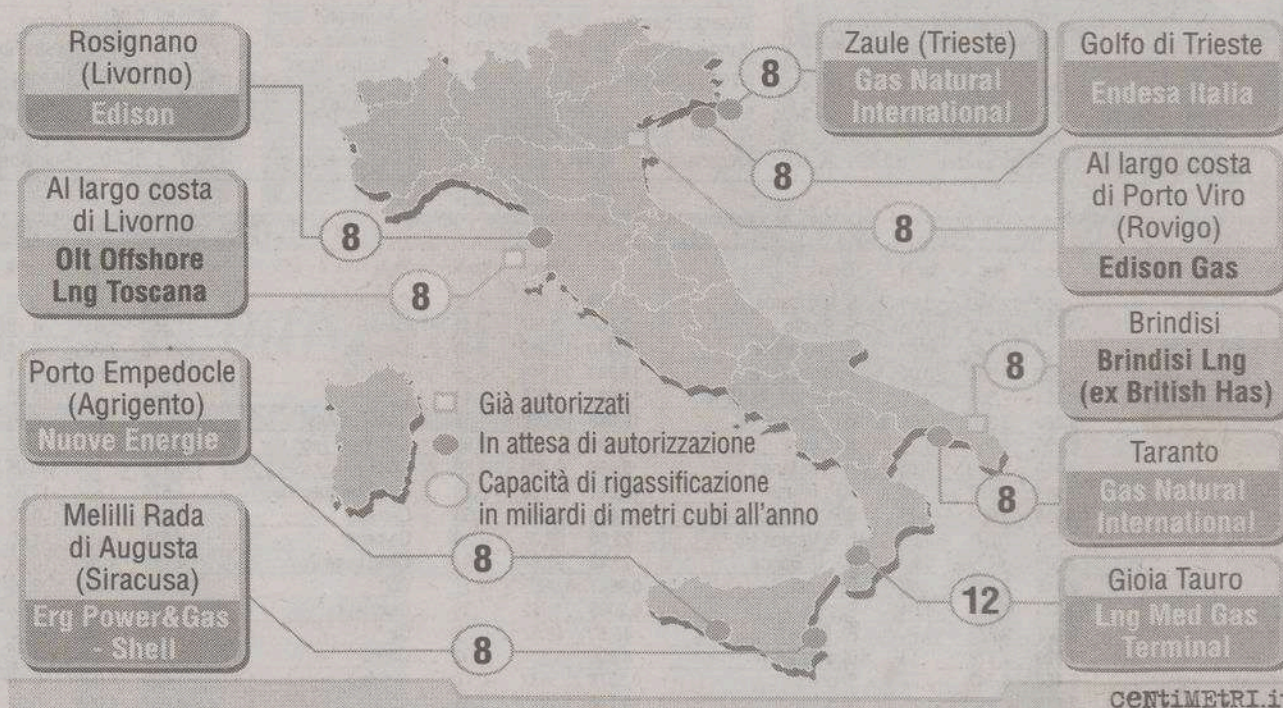 Rosignano
(Livorno)
Edison
Al largo costa
di Livorno
Olt Offshore
Lng Toscana
Porto Empedocle
(Agrigento)
Nuove Energie
Melilli Rada
di Augusta
(Siracusa)
Erg Power&Gas
- Shell
8
8
8
8
Già autorizzati
In attesa di autorizzazione
Capacità di rigassificazione
in miliardi di metri cubi all'anno
8
8
8
8
8
12
Zaule (Trieste)
Gas Natural
International
Golfo di Trieste
Endesa Italia
Al largo costa
di Porto Viro
(Rovigo)
Edison Gas
Brindisi
Brindisi Lng
(ex British Has)
Taranto
Gas Natural
International
Gioia Tauro
Lng Med Gas
Terminal
centiMEtRI.it